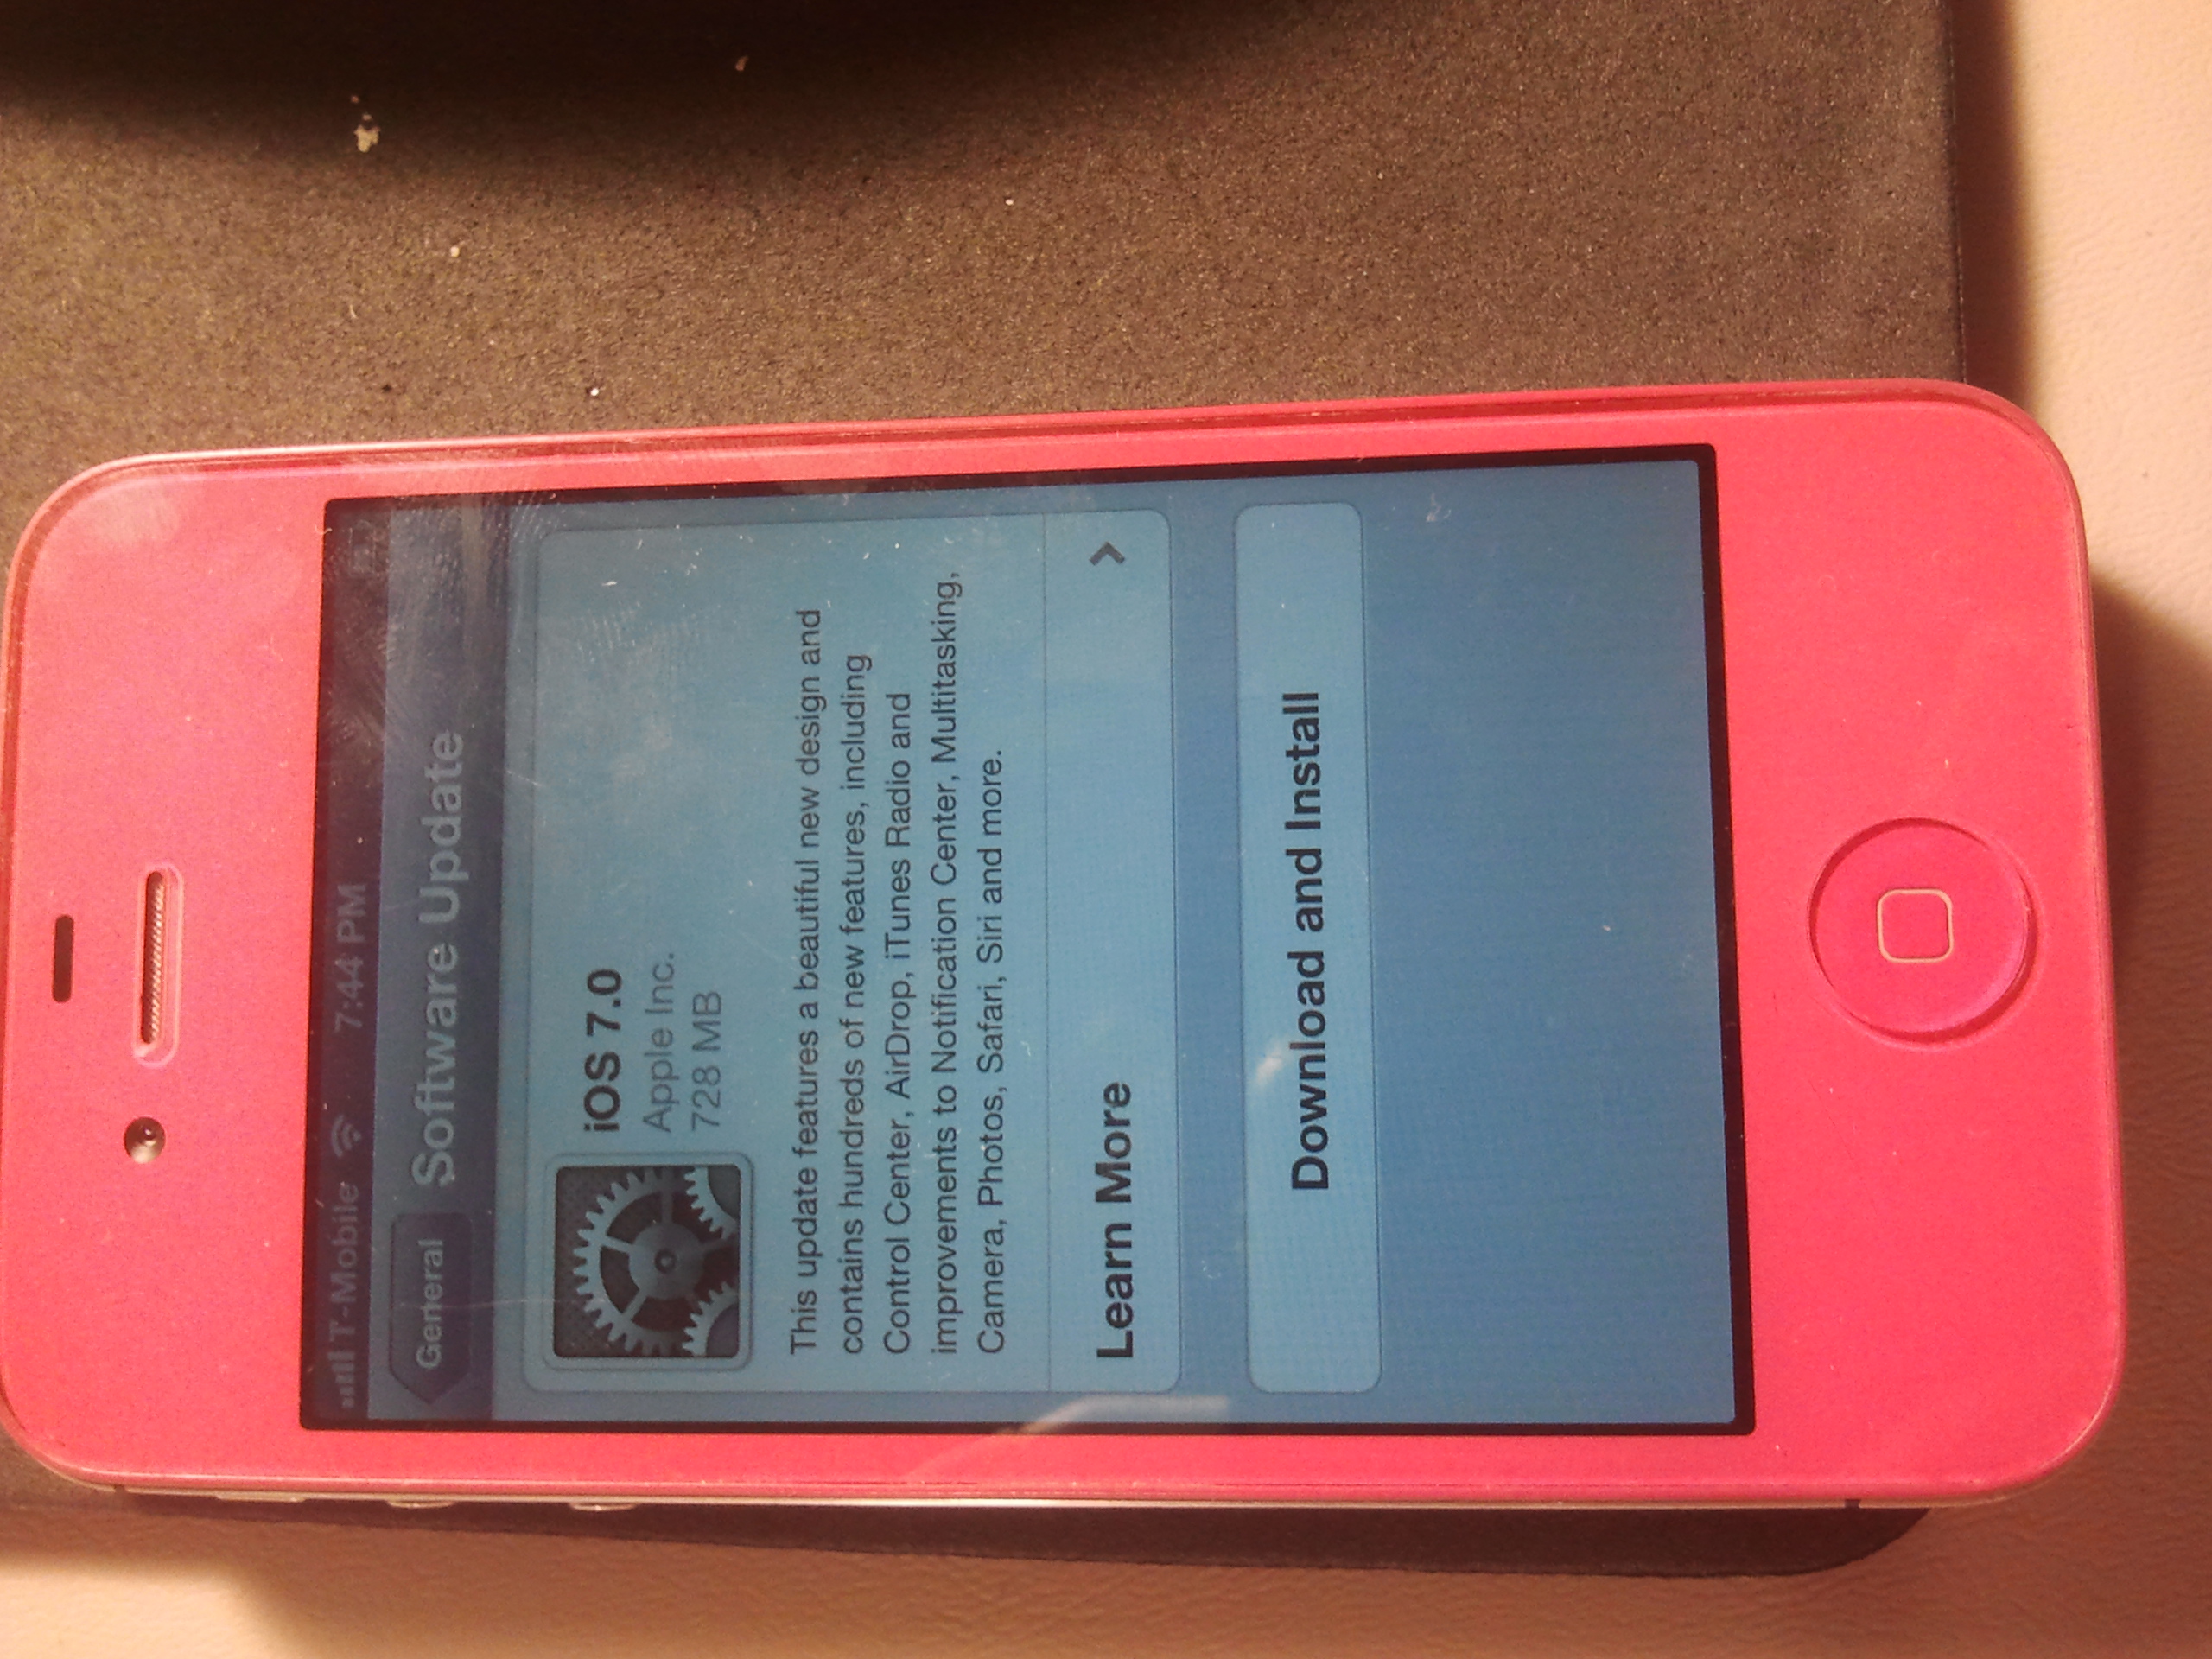 T-Mobile 7:44 PM
General Software Update
iOS 7.0
Apple Inc.
728 MB
This update features a beautiful new design and
contains hundreds of new features, including
Control Center, AirDrop, iTunes Radio and
improvements to Notification Center, Multitasking,
Camera, Photos, Safari, Siri and more.
Learn More
Download and Install